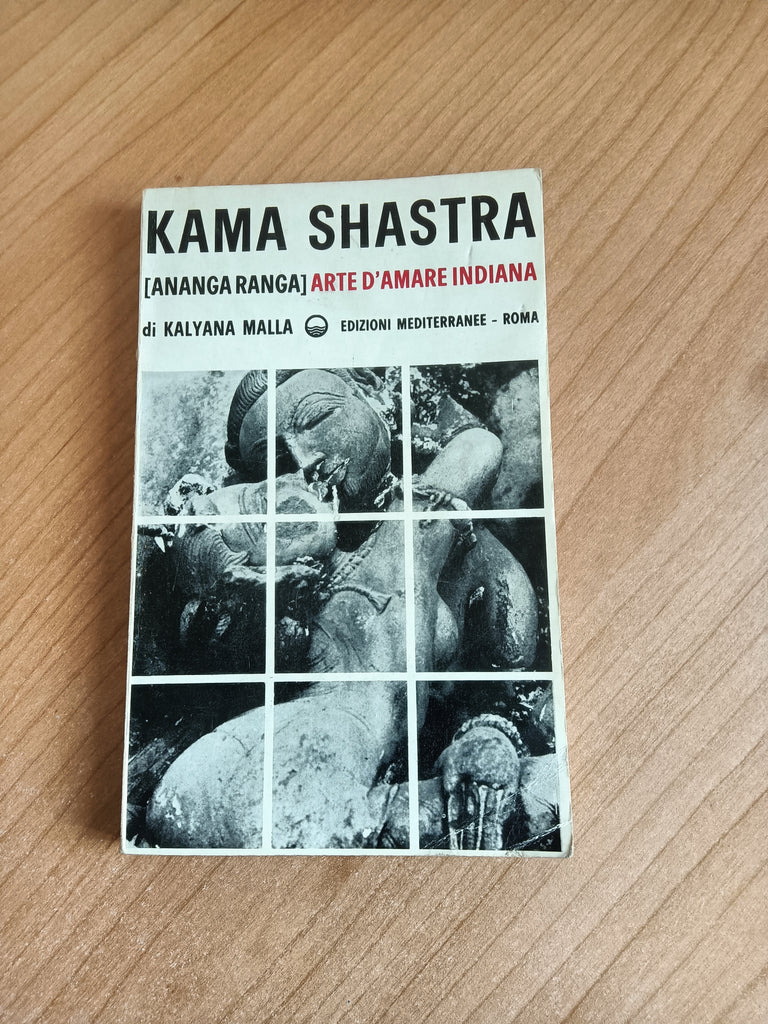 KAMA SHASTRA
[ANANGA RANGA] ARTE D'AMARE INDIANA
di KALYANA MALLA EDIZIONI MEDITERRANEE - ROMA